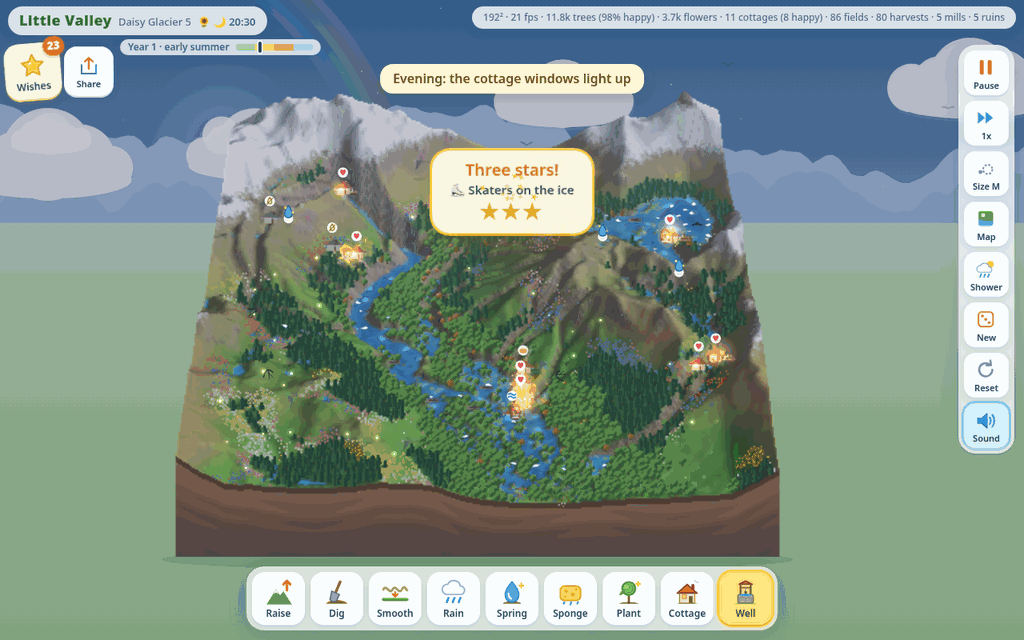 Little Valley Daisy Glacier 5 20:30
192² · 21 fps · 11.8k trees (98% happy) · 3.7k flowers · 11 cottages (8 happy) · 86 fields · 80 harvests · 5 mills · 5 ruins
23
Wishes
Share
Year 1 · early summer
Evening: the cottage windows light up
Three stars!
Skaters on the ice
Pause
1x
Size M
Map
Shower
New
Reset
Sound
Raise
Dig
Smooth
Rain
Spring
Sponge
Plant
Cottage
Well